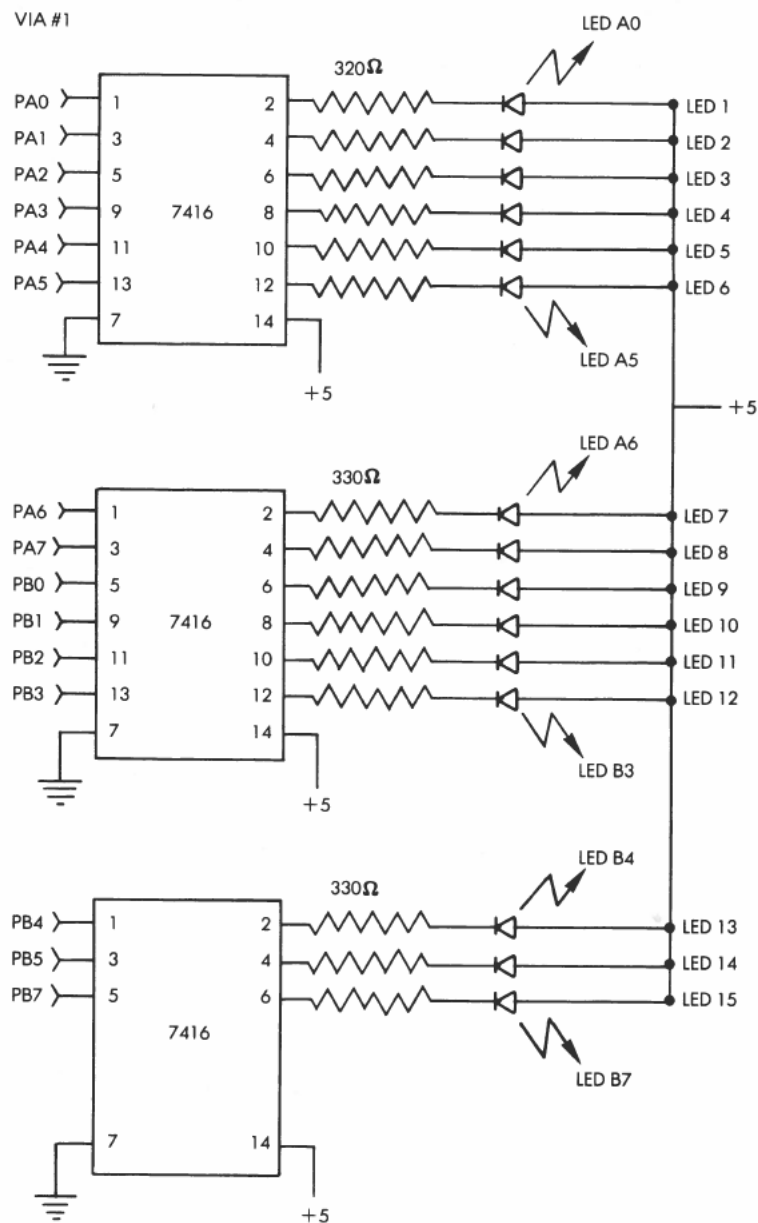 VIA #1
LED A0
320Ω
PA0 1 2 LED 1
PA1 3 4 LED 2
PA2 5 6 LED 3
PA3 9 7416 8 LED 4
PA4 11 10 LED 5
PA5 13 12 LED 6
7 14
LED A5
+5
+5
LED A6
330Ω
PA6 1 2 LED 7
PA7 3 4 LED 8
PB0 5 6 LED 9
PB1 9 7416 8 LED 10
PB2 11 10 LED 11
PB3 13 12 LED 12
7 14
LED B3
+5
LED B4
330Ω
PB4 1 2 LED 13
PB5 3 4 LED 14
PB7 5 6 LED 15
7416
LED B7
7 14
+5